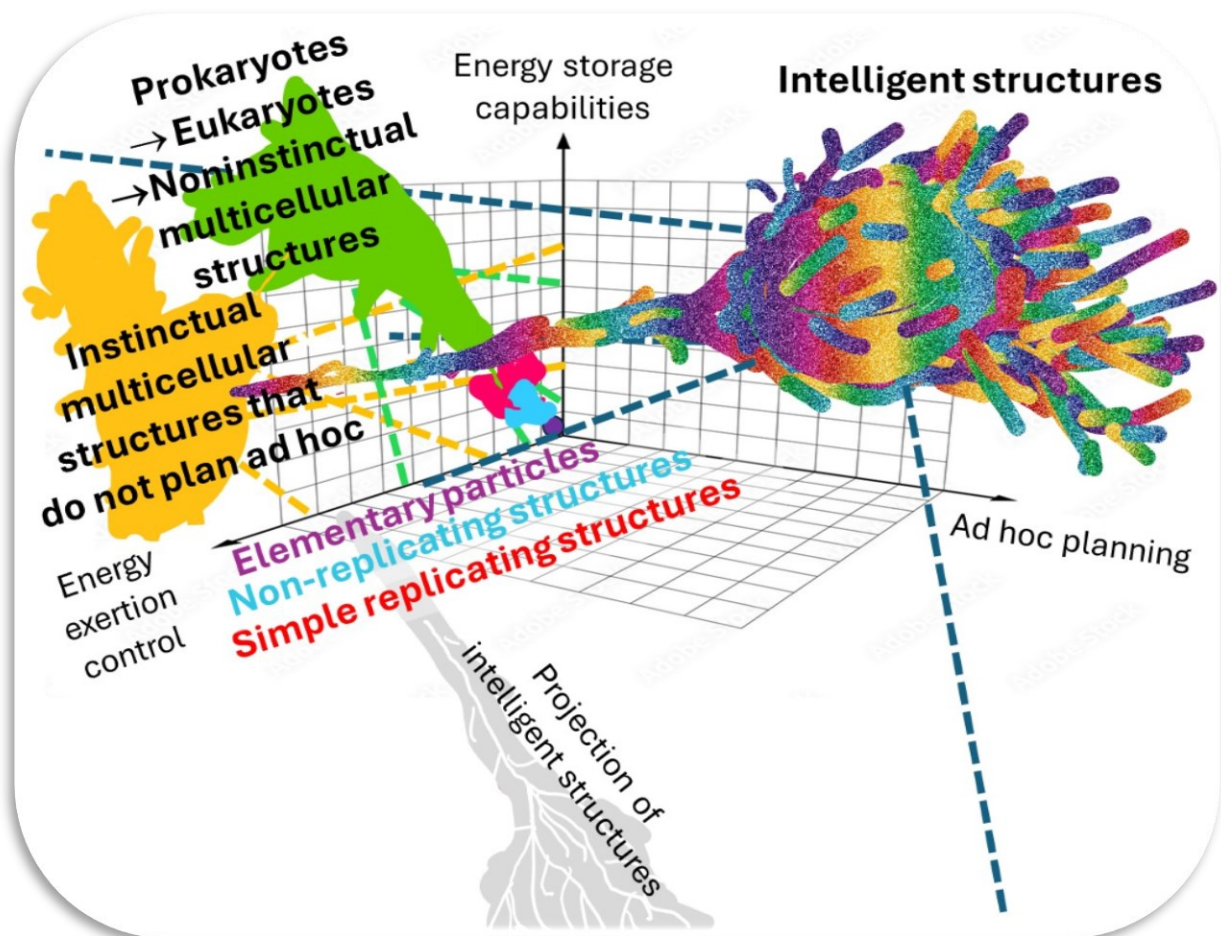 Prokaryotes
→ Eukaryotes
→Noninstinctual
multicellular
structures
Energy storage
capabilities
Intelligent structures
Instinctual
multicellular
structures that
do not plan ad hoc
Energy
exertion
control
Elementary particles
Non-replicating structures
Simple replicating structures
Ad hoc planning
Projection of
intelligent structures